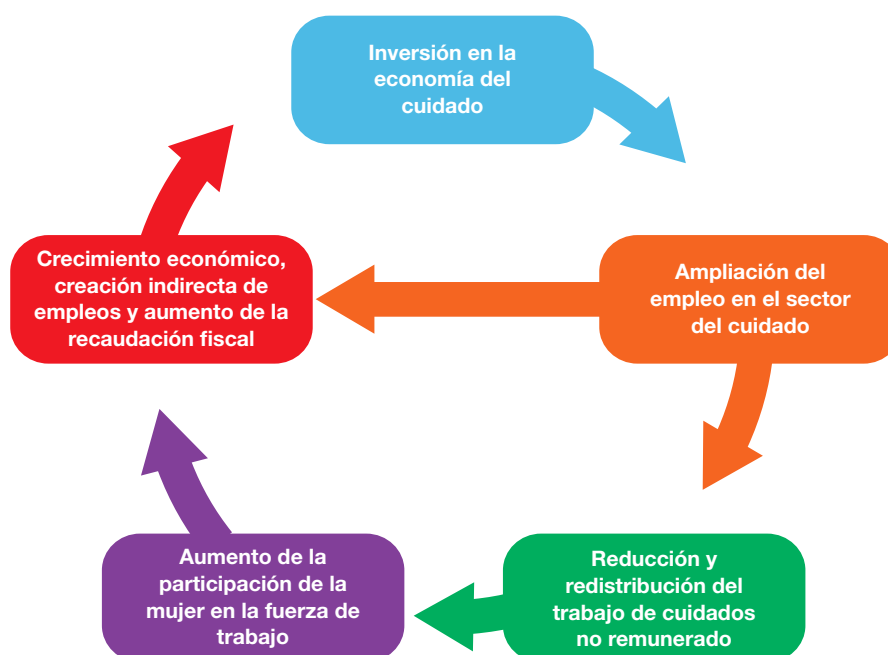 Inversión en la
economía del
cuidado
Ampliación del
empleo en el sector
del cuidado
Reducción y
redistribución del
trabajo de cuidados
no remunerado
Aumento de la
participación de la
mujer en la fuerza de
trabajo
Crecimiento económico,
creación indirecta de
empleos y aumento de la
recaudación fiscal